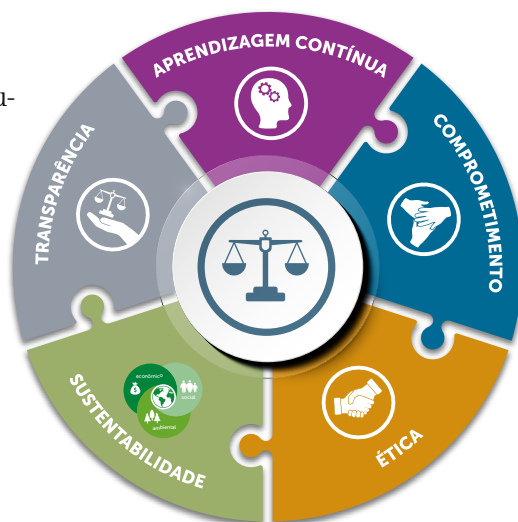 u-
APRENDIZAGEM CONTÍNUA
COMPROMETIMENTO
ÉTICA
SUSTENTABILIDADE
econômico
social
ambiental
TRANSPARÊNCIA